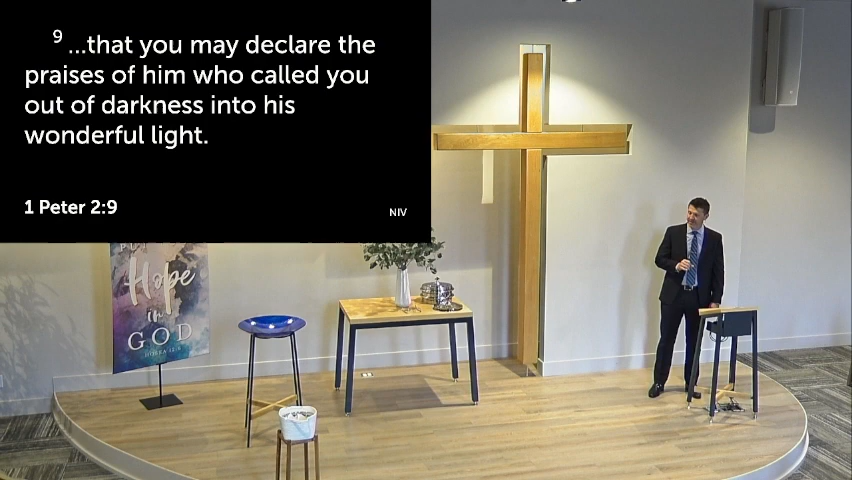 9 ...that you may declare the
praises of him who called you
out of darkness into his
wonderful light.
1 Peter 2:9
NIV
Hope
in
GOD